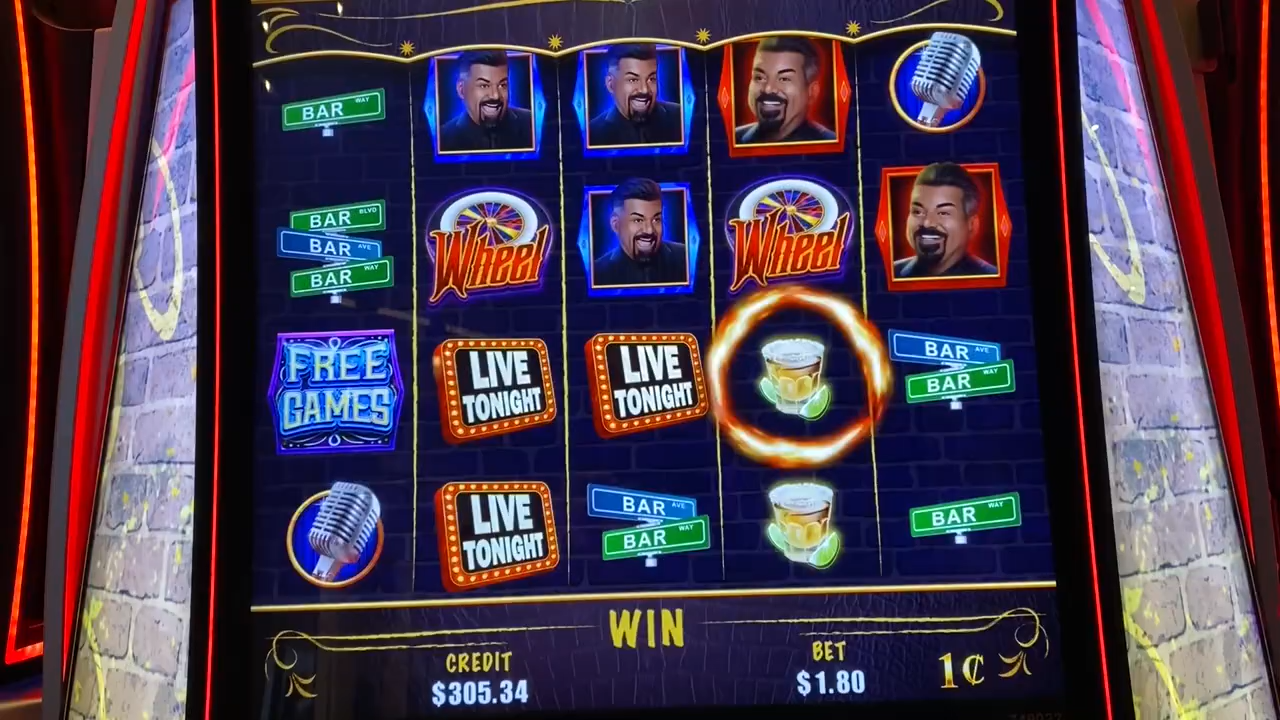 BAR WAY
BAR BLVD
BAR AVE
BAR WAY
Wheel
Wheel
FREE
GAMES
LIVE
TONIGHT
LIVE
TONIGHT
BAR AVE
BAR WAY
LIVE
TONIGHT
BAR AVE
BAR WAY
BAR WAY
WIN
CREDIT
$305.34
BET
$1.80
1¢